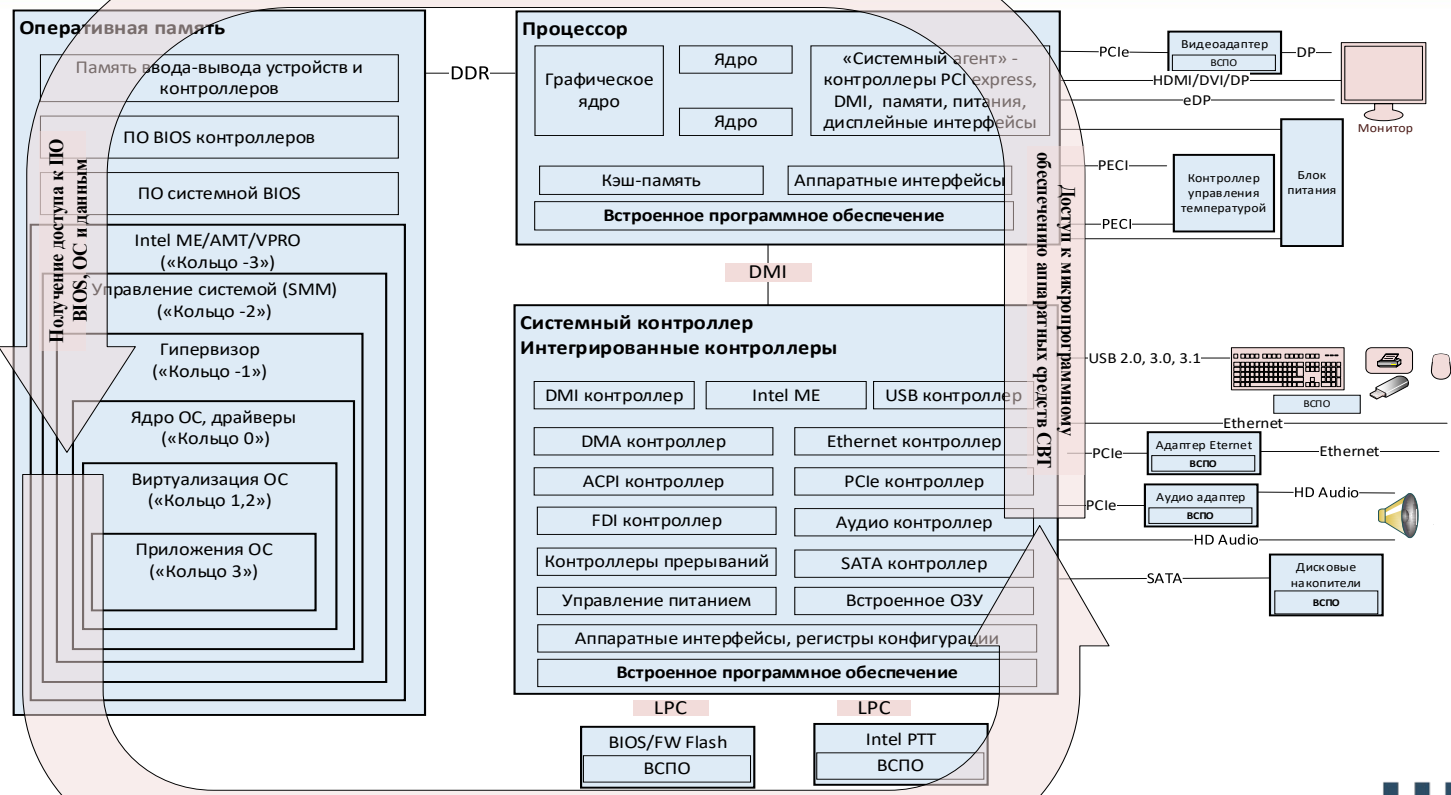 Оперативная память
Память ввода-вывода устройств и
контроллеров
ПО BIOS контроллеров
ПО системной BIOS
Intel ME/AMT/VPRO
(«Кольцо -3»)
Управление системой (SMM)
(«Кольцо -2»)
Гипервизор
(«Кольцо -1»)
Ядро ОС, драйверы
(«Кольцо 0»)
Виртуализация ОС
(«Кольцо 1,2»)
Приложения ОС
(«Кольцо 3»)
Получение доступа к ПО
BIOS, ОС и данным
DDR
Процессор
Графическое
ядро
Ядро
Ядро
«Системный агент» -
контроллеры PCI express,
DMI, памяти, питания,
дисплейные интерфейсы
Кэш-память
Аппаратные интерфейсы
Встроенное программное обеспечение
DMI
Системный контроллер
Интегрированные контроллеры
DMI контроллер
Intel ME
USB контроллер
DMA контроллер
Ethernet контроллер
ACPI контроллер
PCIe контроллер
FDI контроллер
Аудио контроллер
Контроллеры прерываний
SATA контроллер
Управление питанием
Встроенное ОЗУ
Аппаратные интерфейсы, регистры конфигурации
Встроенное программное обеспечение
LPC
LPC
BIOS/FW Flash
ВСПО
Intel PTT
ВСПО
Доступ к микропрограммному
обеспечению аппаратных средств СВТ
PCIe
Видеоадаптер
ВСПО
DP
HDMI/DVI/DP
eDP
Монитор
PECI
PECI
Контроллер
управления
температурой
Блок
питания
USB 2.0, 3.0, 3.1
ВСПО
Ethernet
PCIe
Адаптер Eternet
ВСПО
Ethernet
PCIe
Аудио адаптер
ВСПО
HD Audio
HD Audio
SATA
Дисковые
накопители
ВСПО